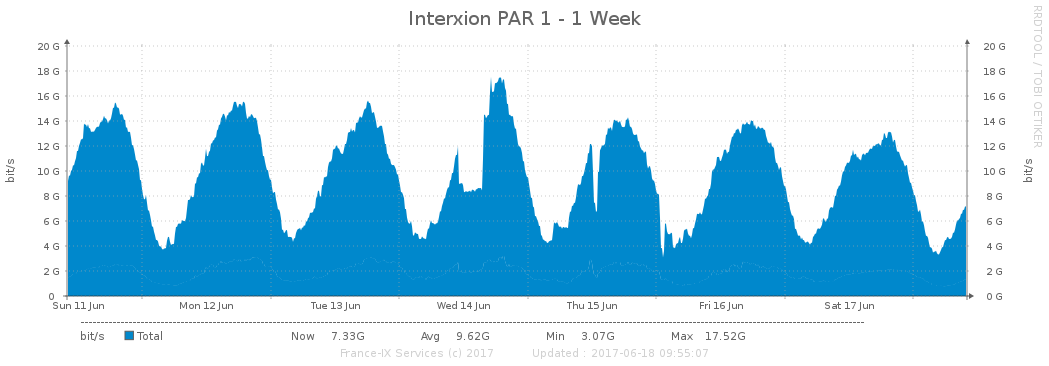 Interxion PAR 1 - 1 Week
RRDTOOL / TOBI OETIKER
bit/s
20 G 20 G
18 G 18 G
16 G 16 G
14 G 14 G
12 G 12 G
10 G 10 G
8 G 8 G
6 G 6 G
4 G 4 G
2 G 2 G
0 0 G
bit/s
Sun 11 Jun Mon 12 Jun Tue 13 Jun Wed 14 Jun Thu 15 Jun Fri 16 Jun Sat 17 Jun
bit/s Total Now 7.33G Avg 9.62G Min 3.07G Max 17.52G
France-IX Services (c) 2017 Updated : 2017-06-18 09:55:07